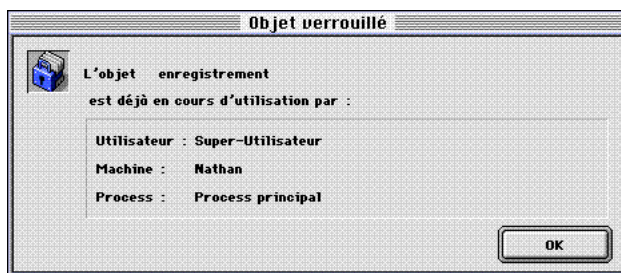 Objet verrouillé
L'objet enregistrement
est déjà en cours d'utilisation par :
Utilisateur : Super-Utilisateur
Machine : Nathan
Process : Process principal
OK